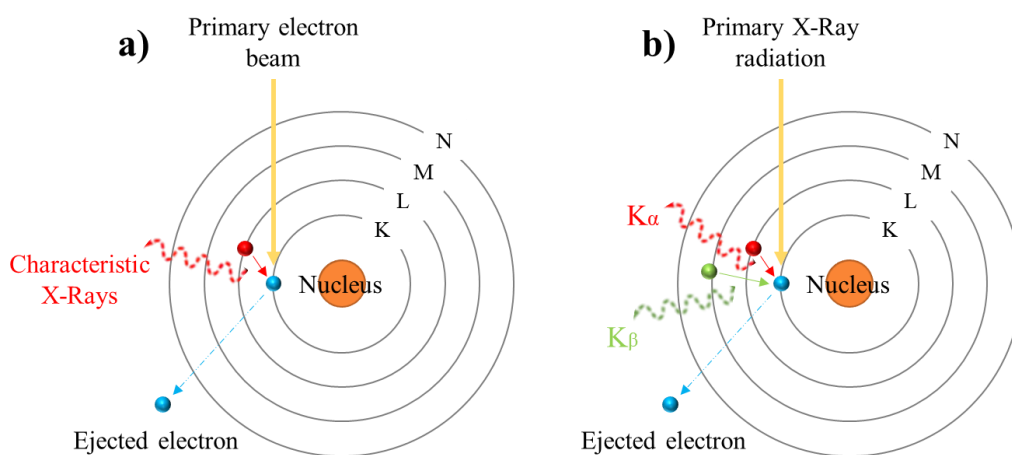 a)
Primary electron
beam
N
M
L
K
Nucleus
Characteristic
X-Rays
Ejected electron
b)
Primary X-Ray
radiation
N
M
L
K
Kα
Nucleus
Kβ
Ejected electron